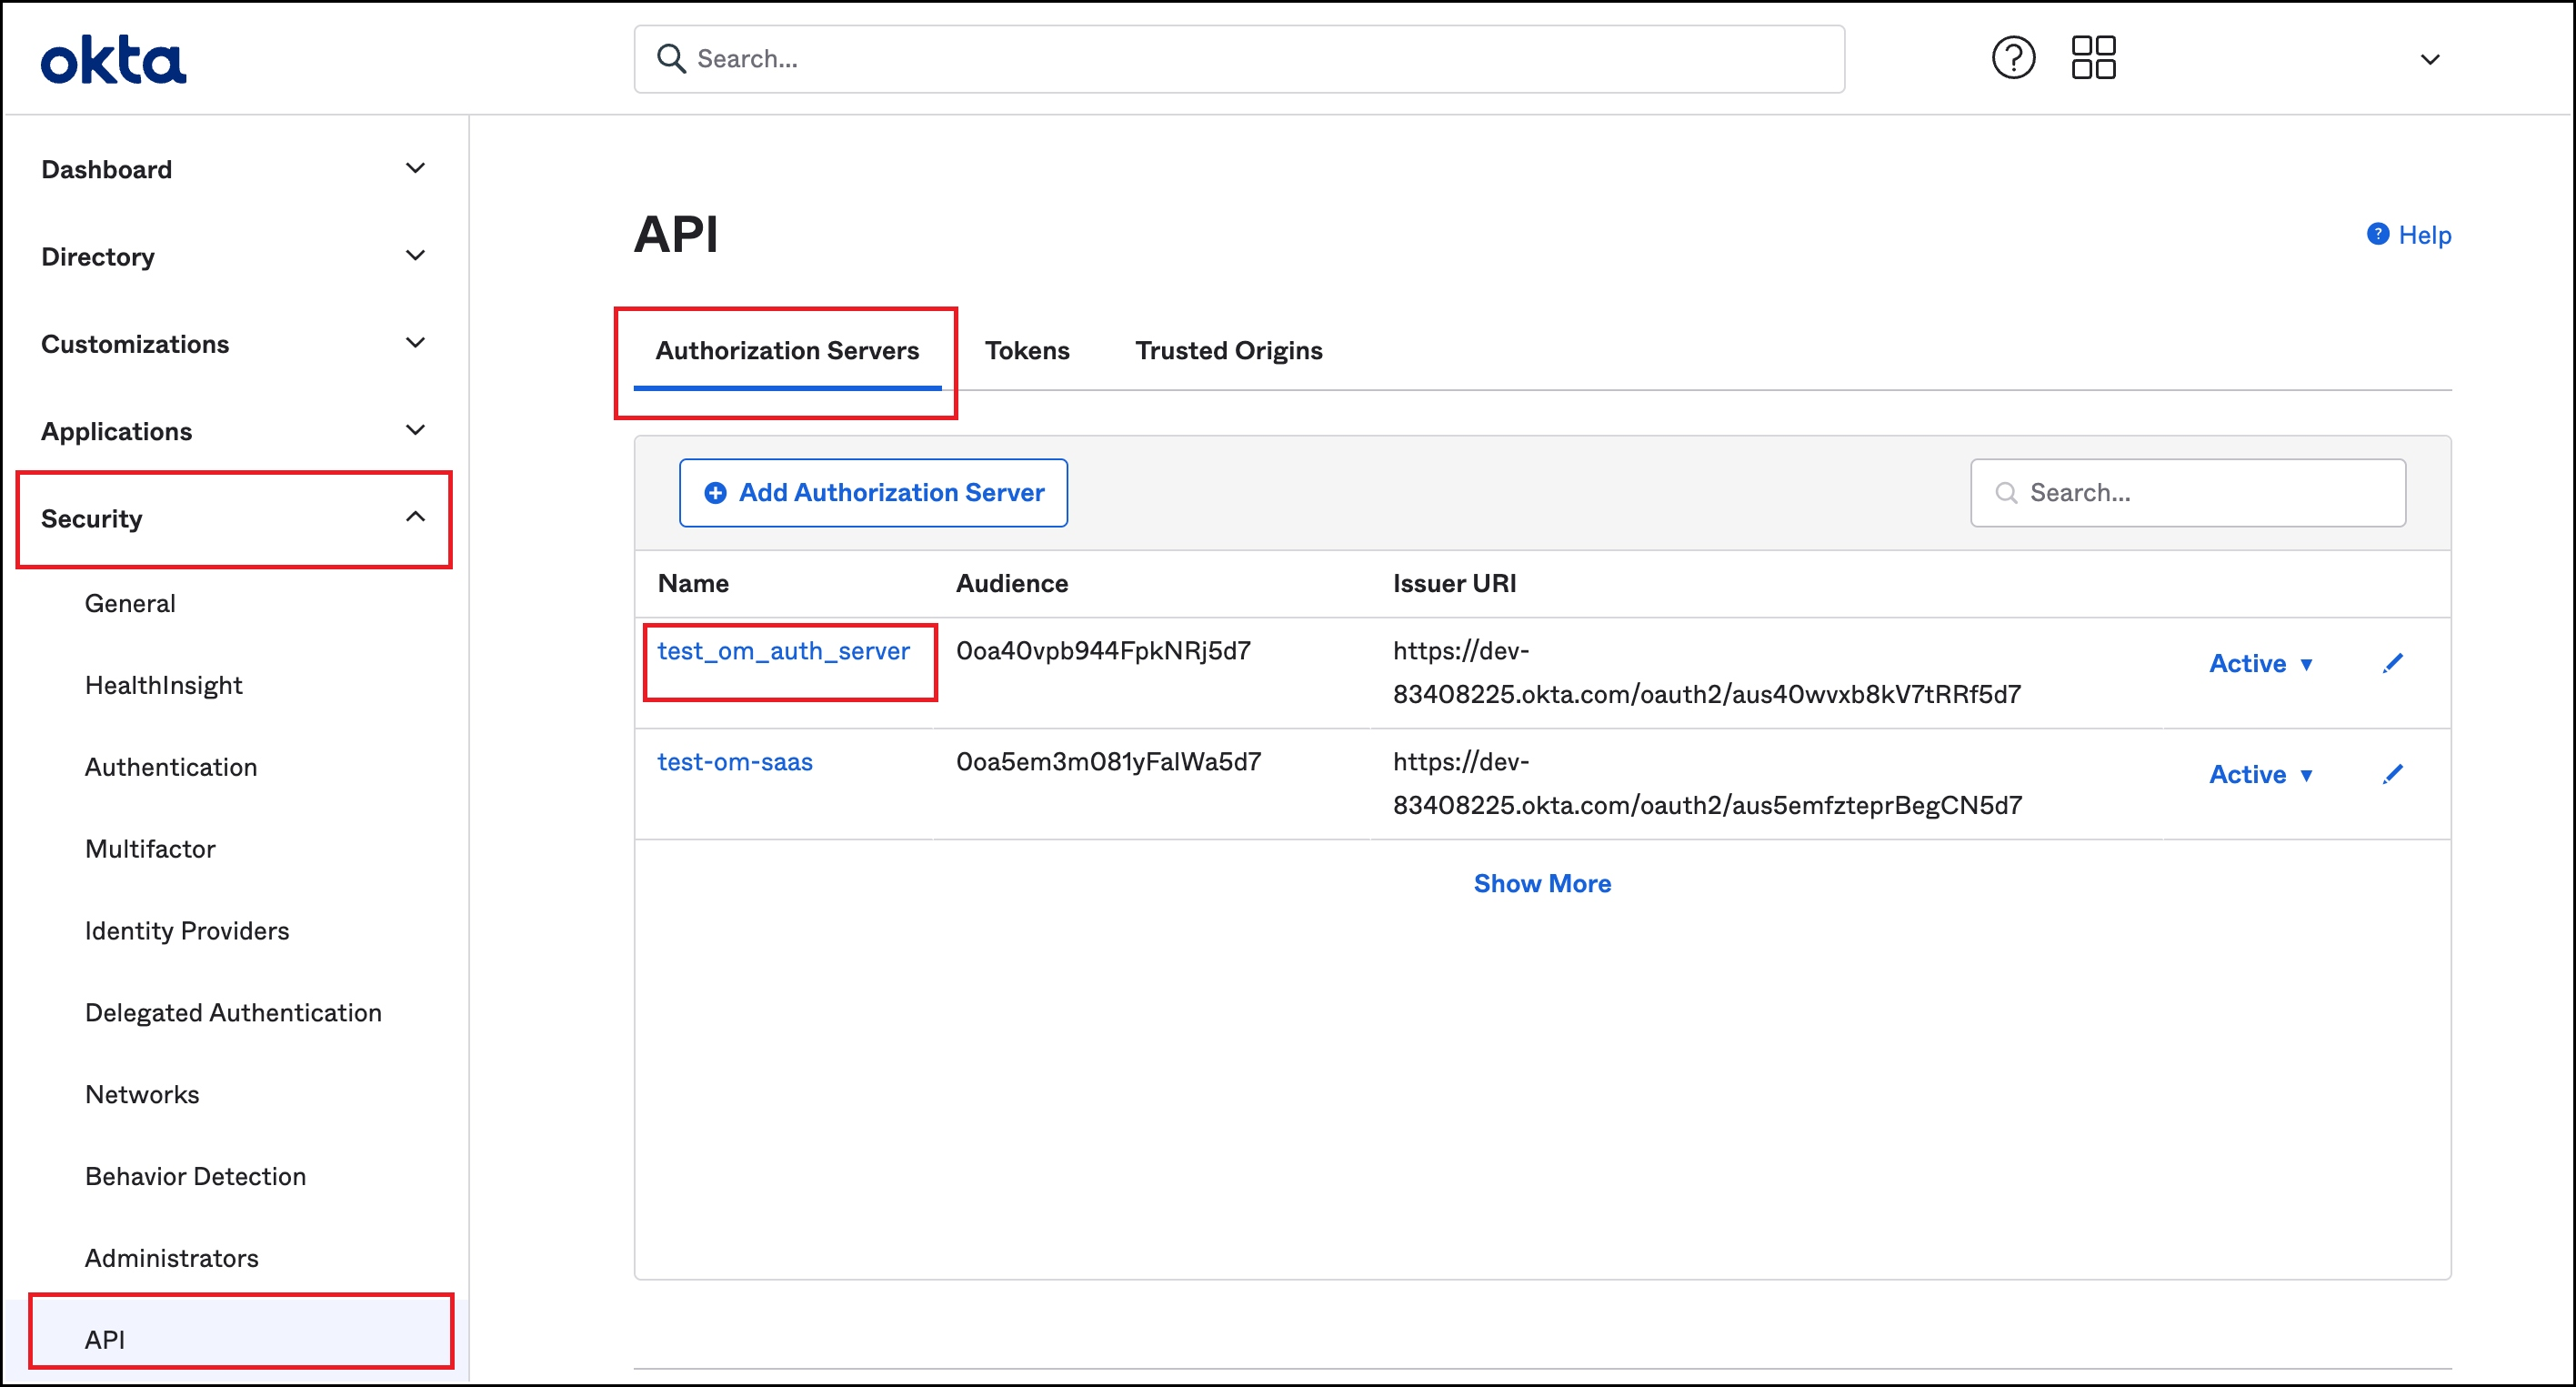 okta
Search...
Dashboard
Directory
Customizations
Applications
Security
General
HealthInsight
Authentication
Multifactor
Identity Providers
Delegated Authentication
Networks
Behavior Detection
Administrators
API
API
? Help
Authorization Servers Tokens Trusted Origins
Add Authorization Server Search...
Name Audience Issuer URI
test_om_auth_server 0oa40vpb944FpkNRj5d7 https://dev-
83408225.okta.com/oauth2/aus40wvxb8kV7tRRf5d7 Active
test-om-saas 0oa5em3m081yFalWa5d7 https://dev-
83408225.okta.com/oauth2/aus5emfzteprBegCN5d7 Active
Show More